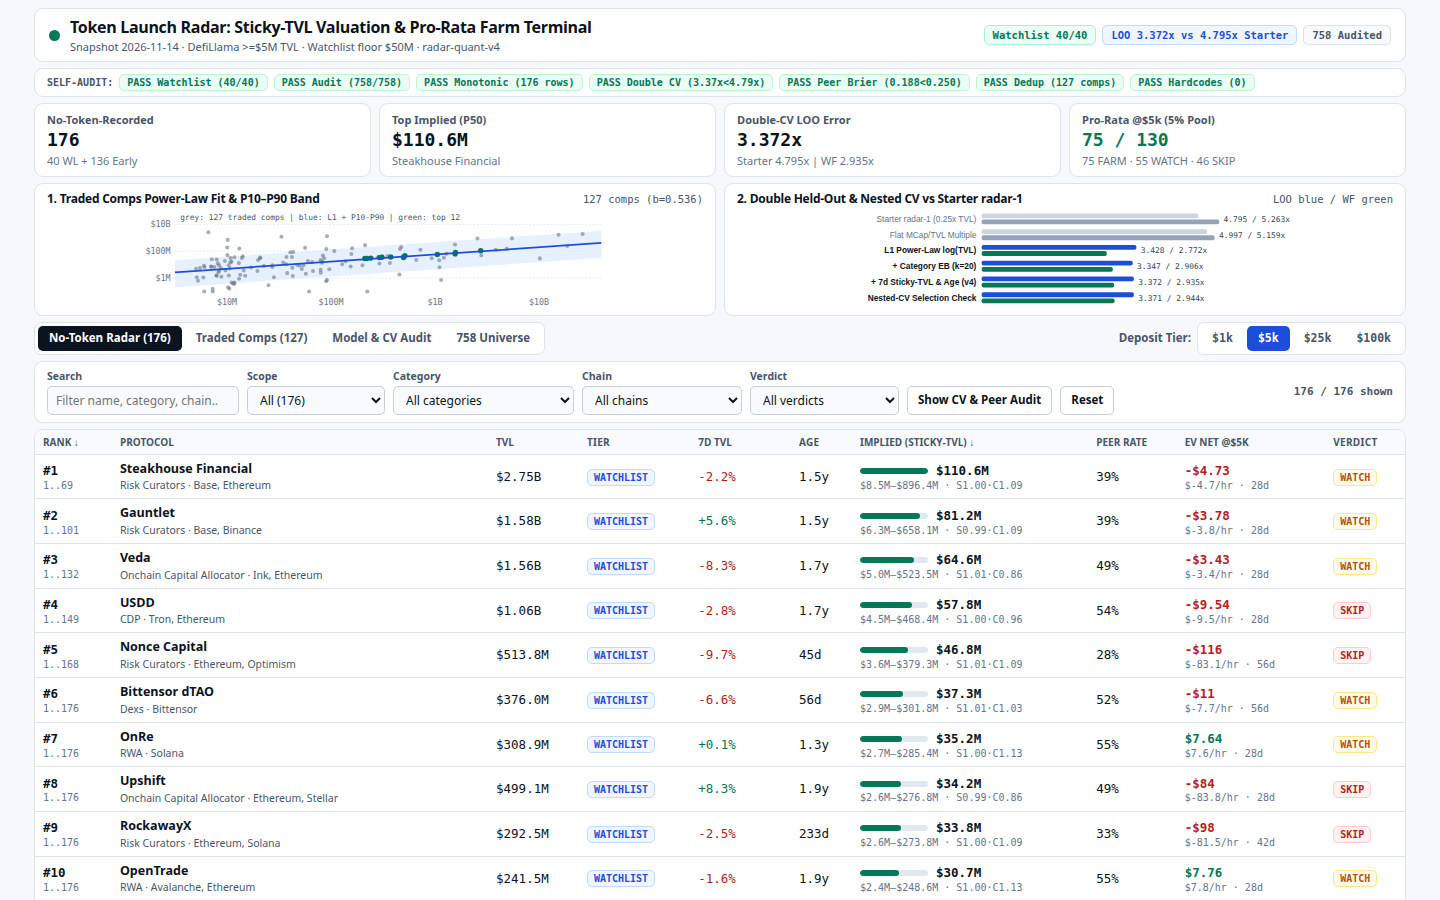 Token Launch Radar: Sticky-TVL Valuation & Pro-Rata Farm Terminal
Snapshot 2026-11-14 · DefiLlama >=$5M TVL · Watchlist floor $50M · radar-quant-v4
Watchlist 40/40
LOO 3.372x vs 4.795x Starter
758 Audited
SELF-AUDIT:
PASS Watchlist (40/40)
PASS Audit (758/758)
PASS Monotonic (176 rows)
PASS Double CV (3.37x<4.79x)
PASS Peer Brier (0.188<0.250)
PASS Dedup (127 comps)
PASS Hardcodes (0)
No-Token-Recorded
176
40 WL + 136 Early
Top Implied (P50)
$110.6M
Steakhouse Financial
Double-CV LOO Error
3.372x
Starter 4.795x | WF 2.935x
Pro-Rata @$5k (5% Pool)
75 / 130
75 FARM · 55 WATCH · 46 SKIP
1. Traded Comps Power-Law Fit & P10–P90 Band
127 comps (b=0.536)
grey: 127 traded comps | blue: L1 + P10-P90 | green: top 12
$10B
$100M
$1M
$10M
$100M
$1B
$10B
2. Double Held-Out & Nested CV vs Starter radar-1
LOO blue / WF green
Starter radar-1 (0.25x TVL)
4.795 / 5.263x
Flat MCap/TVL Multiple
4.997 / 5.159x
L1 Power-Law log(TVL)
3.428 / 2.772x
+ Category EB (k=20)
3.347 / 2.906x
+ 7d Sticky-TVL & Age (v4)
3.372 / 2.935x
Nested-CV Selection Check
3.371 / 2.944x
No-Token Radar (176)
Traded Comps (127)
Model & CV Audit
758 Universe
Deposit Tier:
$1k
$5k
$25k
$100k
Search
Filter name, category, chain..
Scope
All (176)
Category
All categories
Chain
All chains
Verdict
All verdicts
Show CV & Peer Audit
Reset
176 / 176 shown
RANK ↓ PROTOCOL TVL TIER 7D TVL AGE IMPLIED (STICKY-TVL) ↓ PEER RATE EV NET @$5K VERDICT
#1 Steakhouse Financial $2.75B WATCHLIST -2.2% 1.5y $110.6M 39% -$4.73 WATCH
1..69 Risk Curators · Base, Ethereum $8.5M–$896.4M · S1.00·C1.09 $-4.7/hr · 28d
#2 Gauntlet $1.58B WATCHLIST +5.6% 1.5y $81.2M 39% -$3.78 WATCH
1..101 Risk Curators · Base, Binance $6.3M–$658.1M · S0.99·C1.09 $-3.8/hr · 28d
#3 Veda $1.56B WATCHLIST -8.3% 1.7y $64.6M 49% -$3.43 WATCH
1..132 Onchain Capital Allocator · Ink, Ethereum $5.0M–$523.5M · S1.01·C0.86 $-3.4/hr · 28d
#4 USDD $1.06B WATCHLIST -2.8% 1.7y $57.8M 54% -$9.54 SKIP
1..149 CDP · Tron, Ethereum $4.5M–$468.4M · S1.01·C0.96 $-9.5/hr · 28d
#5 Nonce Capital $513.8M WATCHLIST -9.7% 45d $46.8M 28% -$116 SKIP
1..168 Risk Curators · Ethereum, Optimism $3.6M–$379.3M · S1.01·C1.09 $-83.1/hr · 56d
#6 Bittensor dTAO $376.0M WATCHLIST -6.6% 56d $37.3M 52% -$11 WATCH
1..176 Dexs · Bittensor $2.9M–$301.8M · S1.01·C1.03 $-7.7/hr · 56d
#7 OnRe $308.9M WATCHLIST +0.1% 1.3y $35.2M 55% $7.64 WATCH
1..176 RWA · Solana $2.7M–$285.4M · S1.00·C1.13 $7.6/hr · 28d
#8 Upshift $499.1M WATCHLIST +8.3% 1.9y $34.2M 49% -$84 SKIP
1..176 Onchain Capital Allocator · Ethereum, Stellar $2.6M–$276.8M · S0.99·C0.86 $-83.8/hr · 28d
#9 RockawayX $292.5M WATCHLIST -2.5% 233d $33.8M 33% -$98 SKIP
1..176 Risk Curators · Ethereum, Solana $2.6M–$273.8M · S1.00·C1.09 $-81.5/hr · 42d
#10 OpenTrade $241.5M WATCHLIST -1.6% 1.9y $30.7M 55% $7.76 WATCH
1..176 RWA · Avalanche, Ethereum $2.4M–$248.6M · S1.00·C1.13 $7.8/hr · 28d